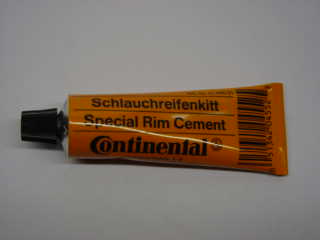 Schlauchreifenkitt
Special Rim Cement
Continental®